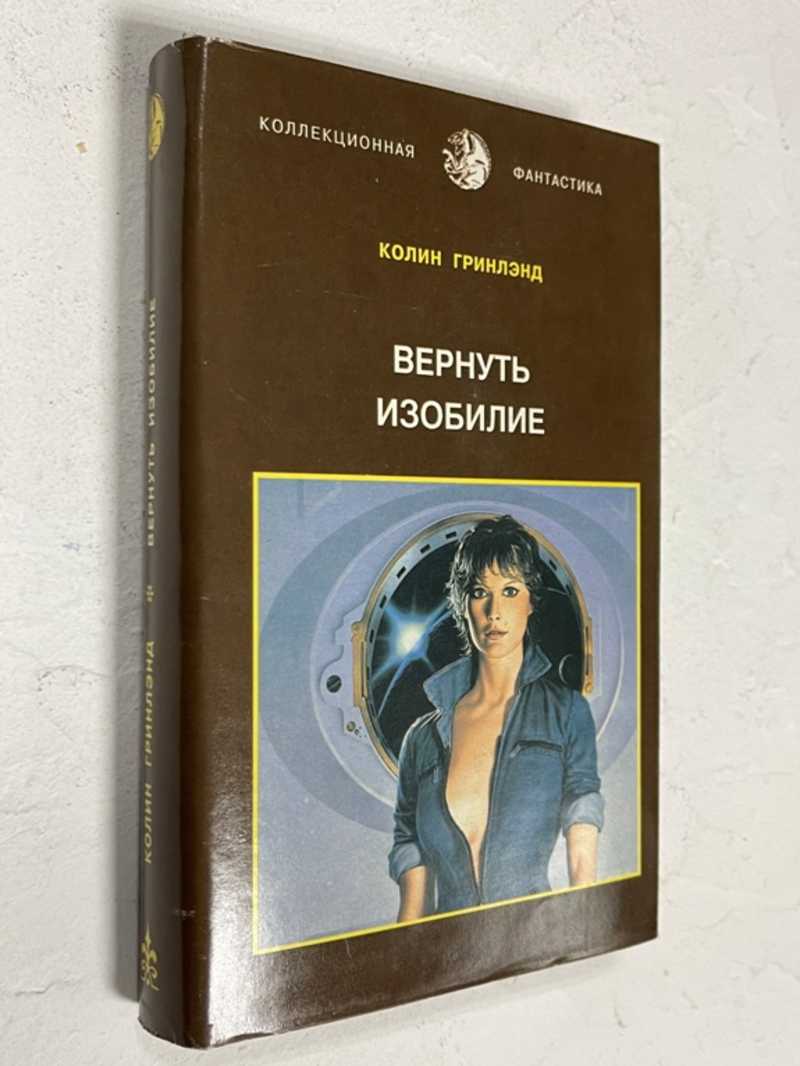 КОЛЛЕКЦИОННАЯ ФАНТАСТИКА
КОЛИН ГРИНЛЭНД
ВЕРНУТЬ
ИЗОБИЛИЕ
КОЛИН ГРИНЛЭНД * ВЕРНУТЬ ИЗОБИЛИЕ